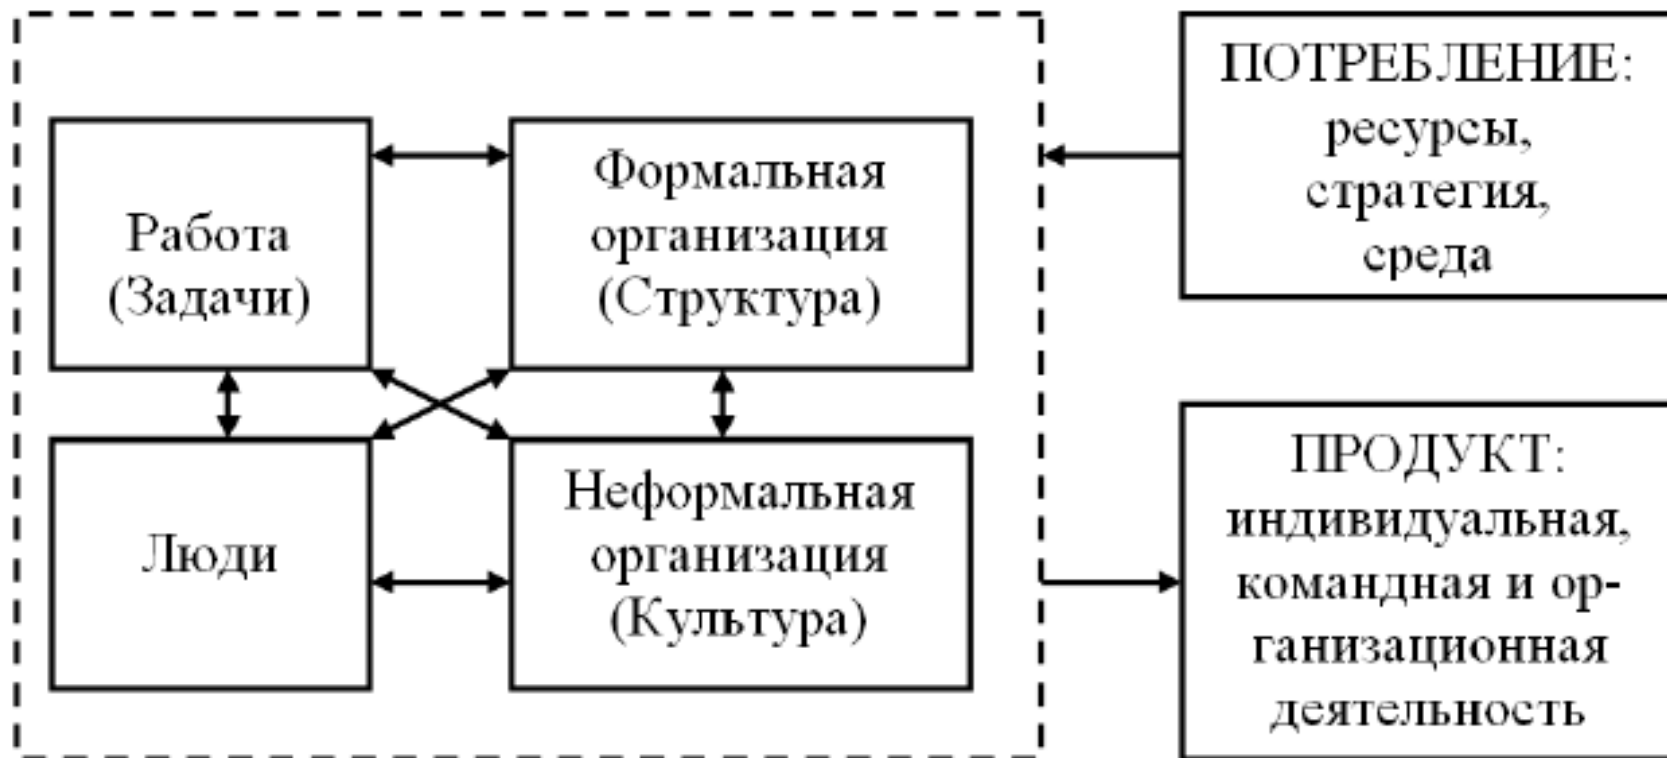 Работа
(Задачи)
Формальная
организация
(Структура)
Люди
Неформальная
организация
(Культура)
ПОТРЕБЛЕНИЕ:
ресурсы,
стратегия,
среда
ПРОДУКТ:
индивидуальная,
командная и ор-
ганизационная
деятельность